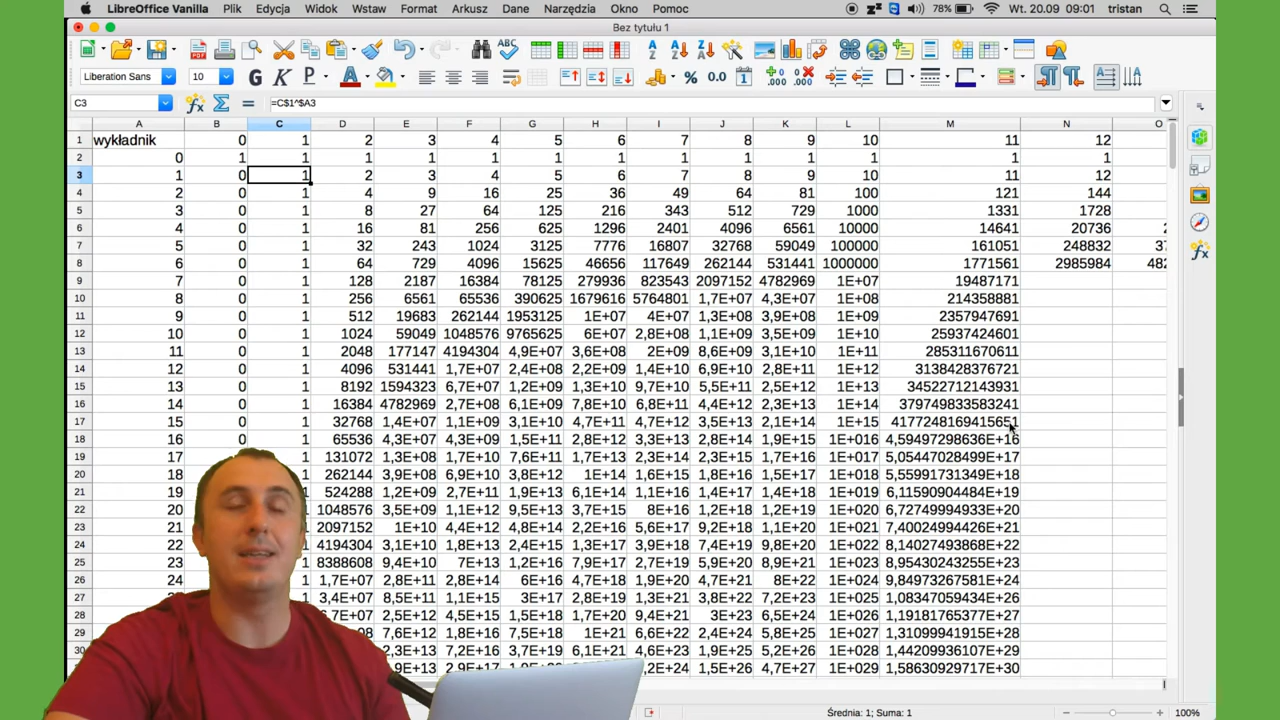 LibreOffice Vanilla Plik Edycja Widok Wstaw Format Arkusz Dane Narzędzia Okno Pomoc 78% Wt. 20.09 09:01 tristan
Bez tytułu 1
Liberation Sans 10 G K P A % 0.0
C3 =C$1^$A3
A B C D E F G H I J K L M N O
1 wykładnik 0 1 2 3 4 5 6 7 8 9 10 11 12
2 0 1 1 1 1 1 1 1 1 1 1 1 1 1
3 1 0 1 2 3 4 5 6 7 8 9 10 11 12
4 2 0 1 4 9 16 25 36 49 64 81 100 121 144
5 3 0 1 8 27 64 125 216 343 512 729 1000 1331 1728
6 4 0 1 16 81 256 625 1296 2401 4096 6561 10000 14641 20736 2
7 5 0 1 32 243 1024 3125 7776 16807 32768 59049 100000 161051 248832 37
8 6 0 1 64 729 4096 15625 46656 117649 262144 531441 1000000 1771561 2985984 482
9 7 0 1 128 2187 16384 78125 279936 823543 2097152 4782969 1E+07 19487171
10 8 0 1 256 6561 65536 390625 1679616 5764801 1,7E+07 4,3E+07 1E+08 214358881
11 9 0 1 512 19683 262144 1953125 1E+07 4E+07 1,3E+08 3,9E+08 1E+09 2357947691
12 10 0 1 1024 59049 1048576 9765625 6E+07 2,8E+08 1,1E+09 3,5E+09 1E+10 25937424601
13 11 0 1 2048 177147 4194304 4,9E+07 3,6E+08 2E+09 8,6E+09 3,1E+10 1E+11 285311670611
14 12 0 1 4096 531441 1,7E+07 2,4E+08 2,2E+09 1,4E+10 6,9E+10 2,8E+11 1E+12 3138428376721
15 13 0 1 8192 1594323 6,7E+07 1,2E+09 1,3E+10 9,7E+10 5,5E+11 2,5E+12 1E+13 34522712143931
16 14 0 1 16384 4782969 2,7E+08 6,1E+09 7,8E+10 6,8E+11 4,4E+12 2,3E+13 1E+14 379749833583241
17 15 0 1 32768 1,4E+07 1,1E+09 3,1E+10 4,7E+11 4,7E+12 3,5E+13 2,1E+14 1E+15 4177248169415651
18 16 0 1 65536 4,3E+07 4,3E+09 1,5E+11 2,8E+12 3,3E+13 2,8E+14 1,9E+15 1E+016 4,59497298636E+16
19 17 1 131072 1,3E+08 1,7E+10 7,6E+11 1,7E+13 2,3E+14 2,3E+15 1,7E+16 1E+017 5,05447028499E+17
20 18 1 262144 3,9E+08 6,9E+10 3,8E+12 1E+14 1,6E+15 1,8E+16 1,5E+17 1E+018 5,55991731349E+18
21 19 1 524288 1,2E+09 2,7E+11 1,9E+13 6,1E+14 1,1E+16 1,4E+17 1,4E+18 1E+019 6,11590904484E+19
22 20 1 1048576 3,5E+09 1,1E+12 9,5E+13 3,7E+15 8E+16 1,2E+18 1,2E+19 1E+020 6,72749994933E+20
23 21 1 2097152 1E+10 4,4E+12 4,8E+14 2,2E+16 5,6E+17 9,2E+18 1,1E+20 1E+021 7,40024994426E+21
24 22 1 4194304 3,1E+10 1,8E+13 2,4E+15 1,3E+17 3,9E+18 7,4E+19 9,8E+20 1E+022 8,14027493868E+22
25 23 1 8388608 9,4E+10 7E+13 1,2E+16 7,9E+17 2,7E+19 5,9E+20 8,9E+21 1E+023 8,95430243255E+23
26 24 1 1,7E+07 2,8E+11 2,8E+14 6E+16 4,7E+18 1,9E+20 4,7E+21 8E+22 1E+024 9,84973267581E+24
27 1 3,4E+07 8,5E+11 1,1E+15 3E+17 2,8E+19 1,3E+21 3,8E+22 7,2E+23 1E+025 1,08347059434E+26
28 2,5E+12 4,5E+15 1,5E+18 1,7E+20 9,4E+21 3E+23 6,5E+24 1E+026 1,19181765377E+27
29 7,6E+12 1,8E+16 7,5E+18 1E+21 6,6E+22 2,4E+24 5,8E+25 1E+027 1,31099941915E+28
30 2,3E+13 7,2E+16 3,7E+19 6,1E+21 4,6E+23 1,9E+25 5,2E+26 1E+028 1,44209936107E+29
1,5E+26 4,7E+27 1E+029 1,58630929717E+30
Średnia: 1; Suma: 1 100%